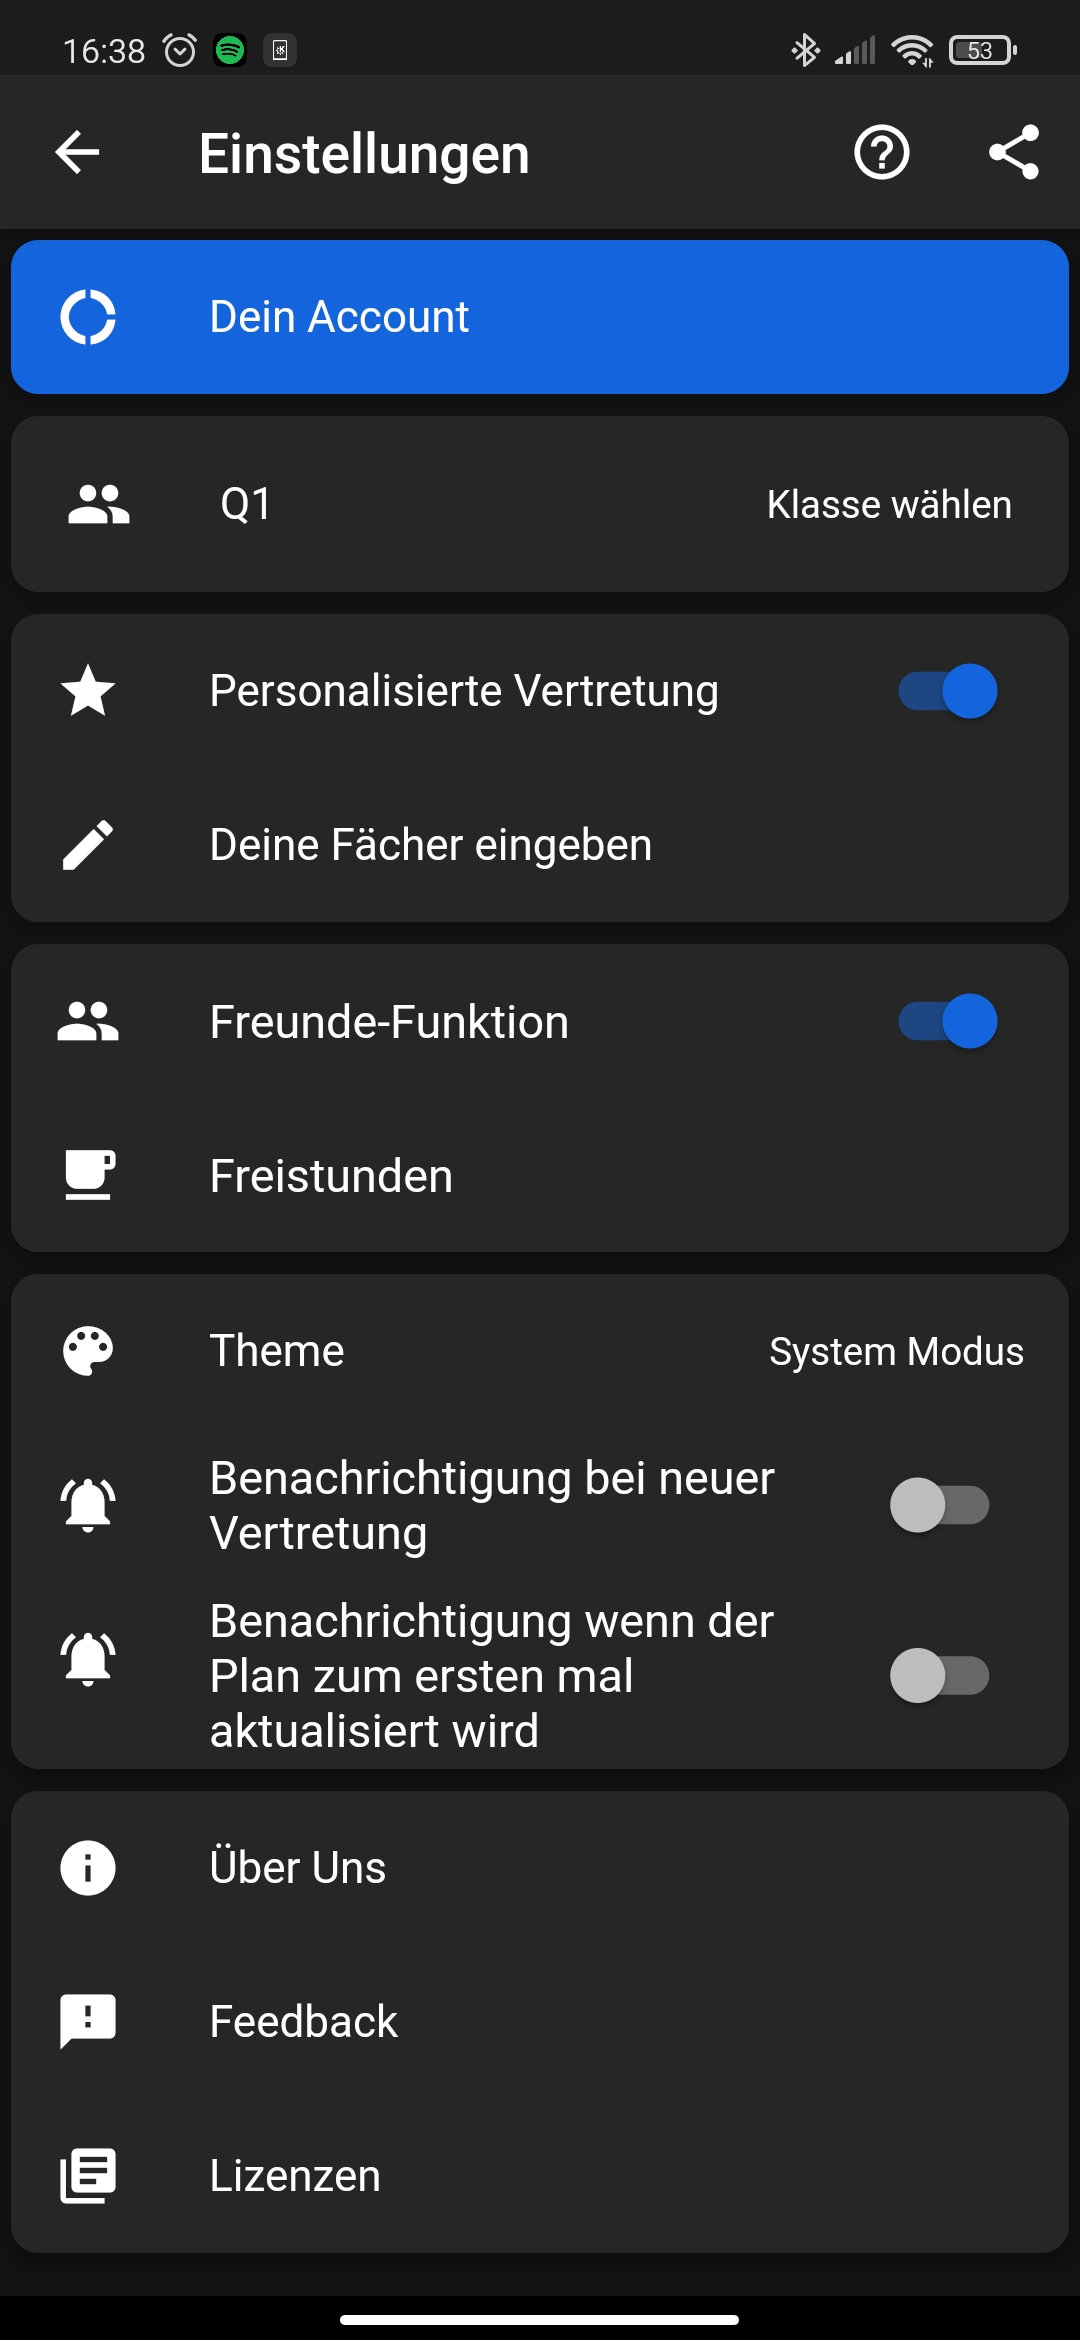 16:38
53
Einstellungen
Dein Account
Q1
Klasse wählen
Personalisierte Vertretung
Deine Fächer eingeben
Freunde-Funktion
Freistunden
Theme
System Modus
Benachrichtigung bei neuer
Vertretung
Benachrichtigung wenn der
Plan zum ersten mal
aktualisiert wird
Über Uns
Feedback
Lizenzen